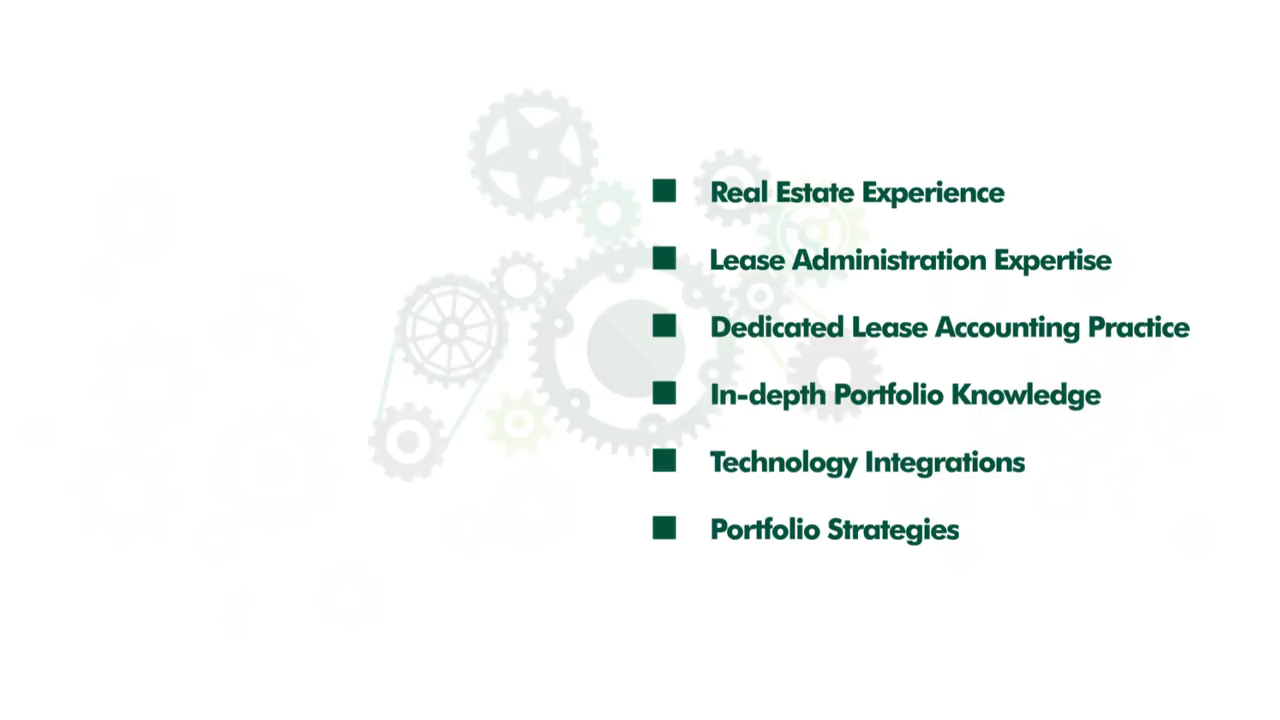 Real Estate Experience
Lease Administration Expertise
Dedicated Lease Accounting Practice
In-depth Portfolio Knowledge
Technology Integrations
Portfolio Strategies